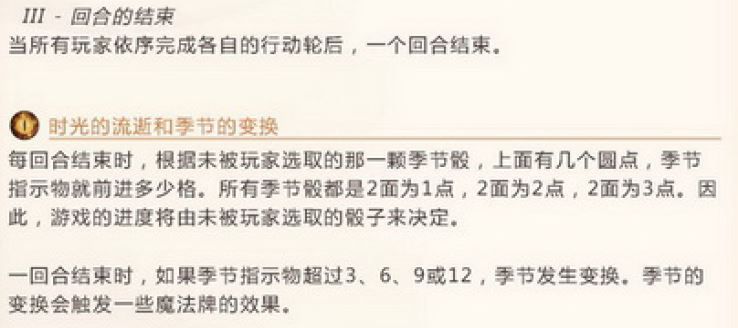 III - 回合的结束
当所有玩家依序完成各自的行动轮后，一个回合结束。
时光的流逝和季节的变换
每回合结束时，根据未被玩家选取的那一颗季节骰，上面有几个圆点，季节
指示物就前进多少格。所有季节骰都是2面为1点，2面为2点，2面为3点。因
此，游戏的进度将由未被玩家选取的骰子来决定。
一回合结束时，如果季节指示物超过3、6、9或12，季节发生变换。季节的
变换会触发一些魔法牌的效果。